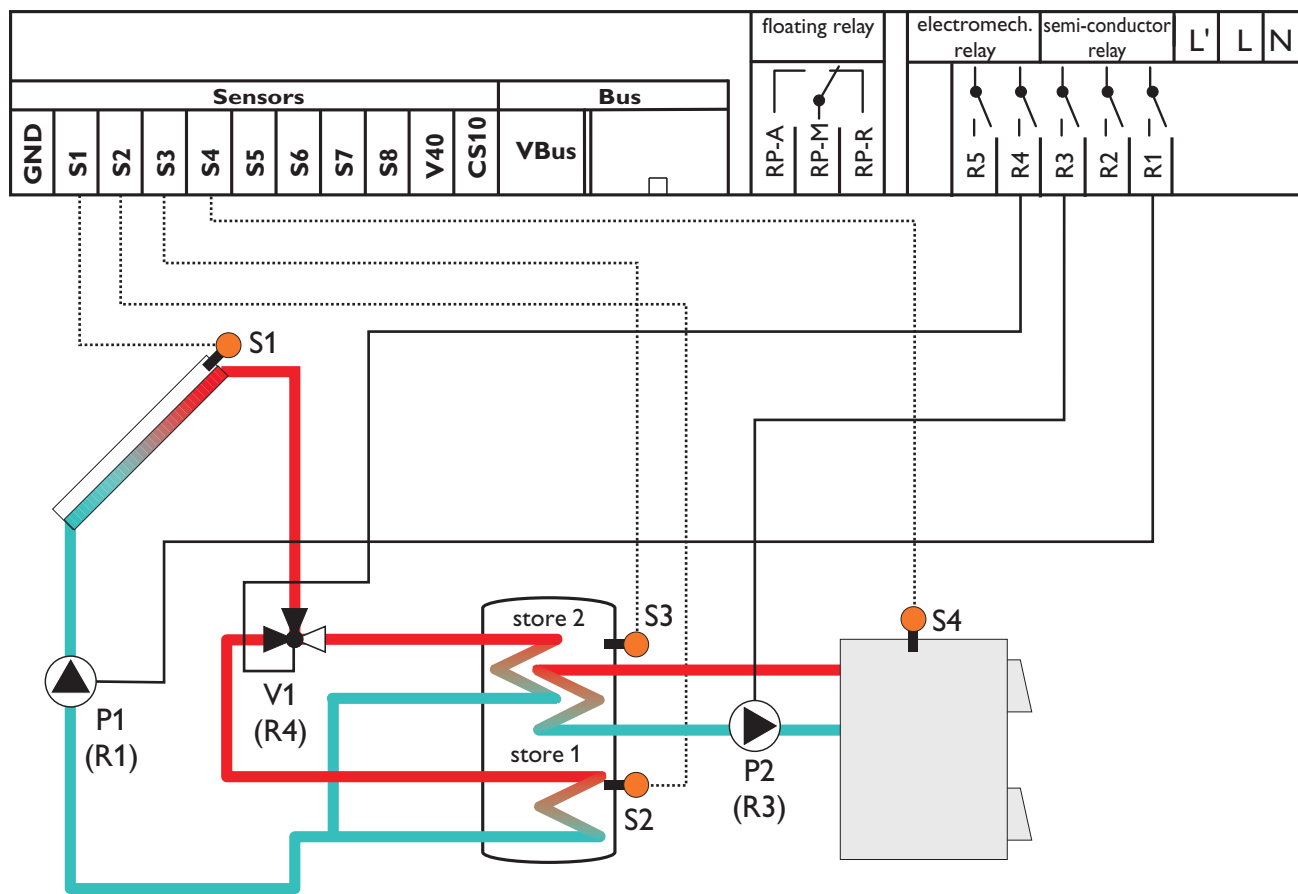 floating relay
electromech.
relay
semi-conductor
relay
L'
L
N
Sensors
Bus
GND
S1
S2
S3
S4
S5
S6
S7
S8
V40
CS10
VBus
RP-A
RP-M
RP-R
R5
R4
R3
R2
R1
S1
store 2
S3
S4
V1
(R4)
P1
(R1)
store 1
S2
P2
(R3)